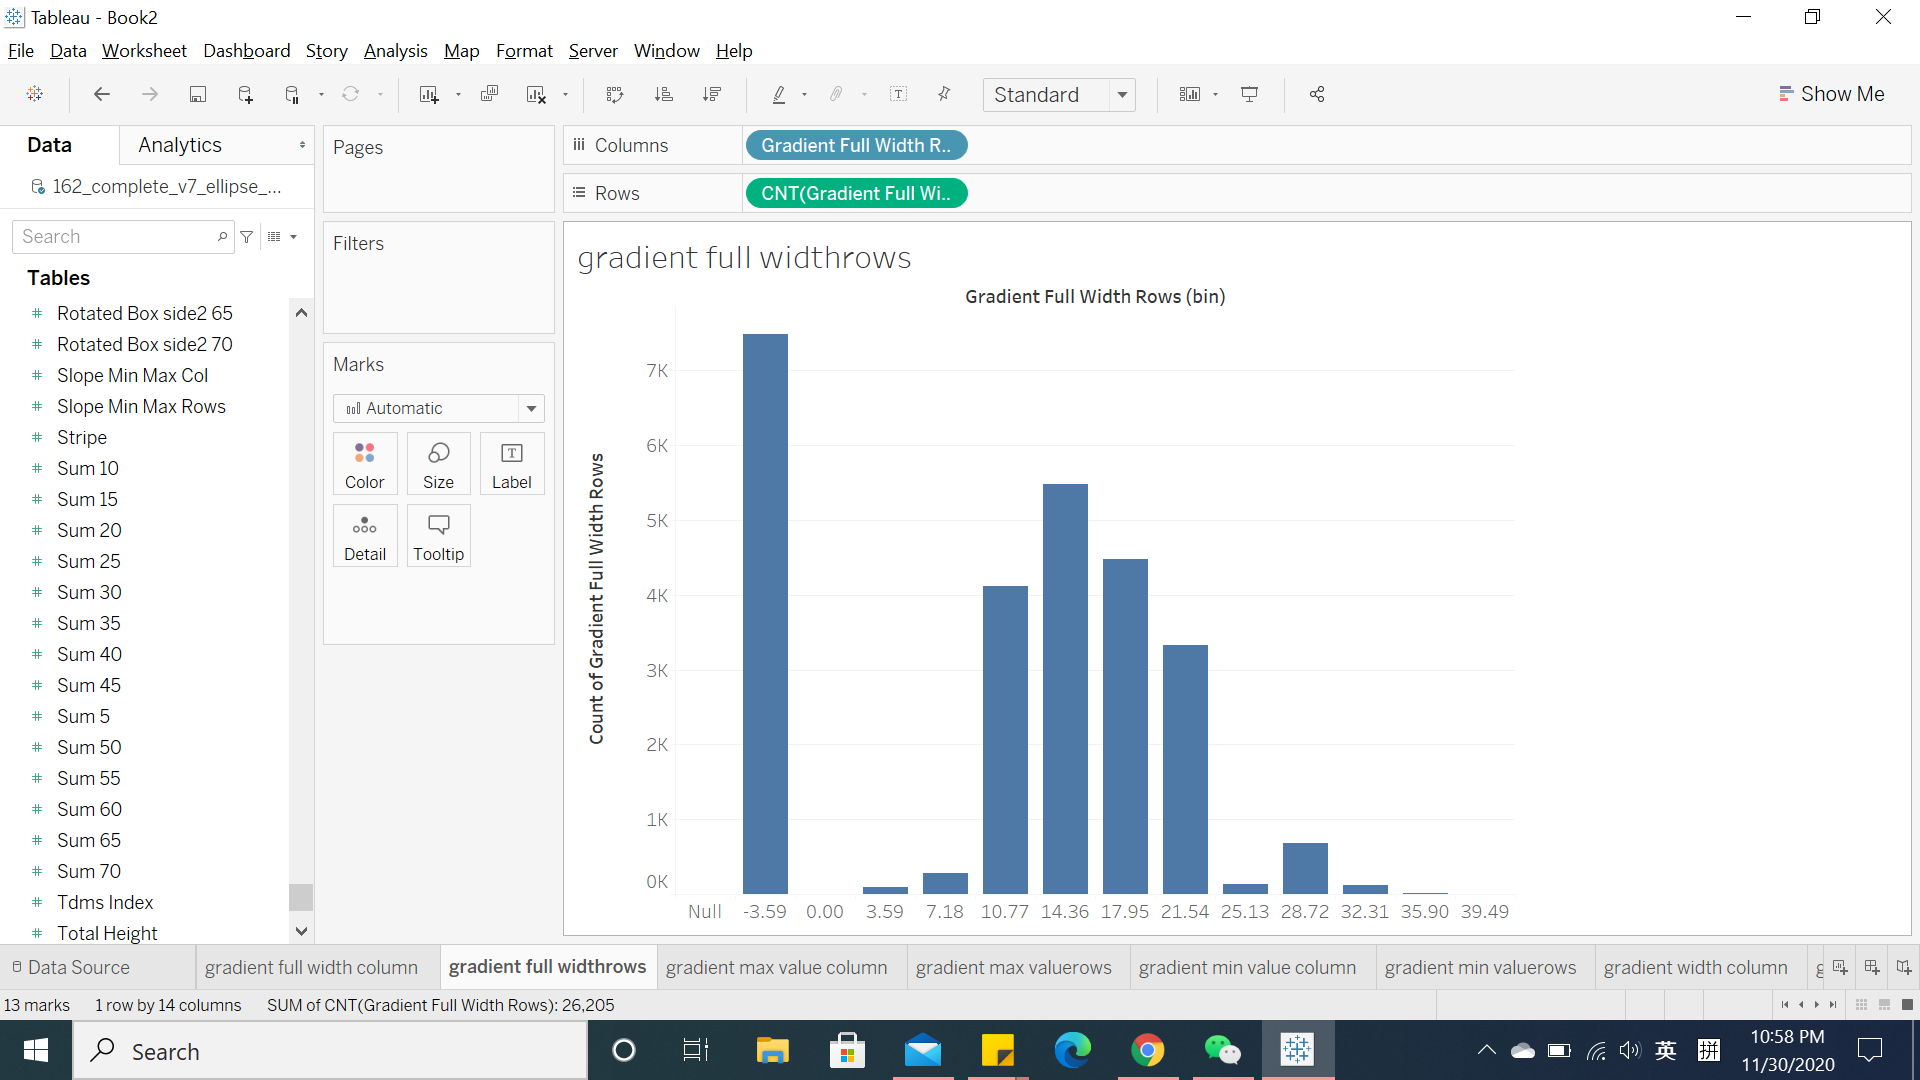 Tableau - Book2
File Data Worksheet Dashboard Story Analysis Map Format Server Window Help
Standard
Show Me
Data
Analytics
162_complete_v7_ellipse_...
Search
Tables
Rotated Box side2 65
Rotated Box side2 70
Slope Min Max Col
Slope Min Max Rows
Stripe
Sum 10
Sum 15
Sum 20
Sum 25
Sum 30
Sum 35
Sum 40
Sum 45
Sum 5
Sum 50
Sum 55
Sum 60
Sum 65
Sum 70
Tdms Index
Total Height
Pages
Filters
Marks
Automatic
Color
Size
Label
Detail
Tooltip
Columns
Gradient Full Width R..
Rows
CNT(Gradient Full Wi..
gradient full widthrows
Gradient Full Width Rows (bin)
Count of Gradient Full Width Rows
7K
6K
5K
4K
3K
2K
1K
0K
Null -3.59 0.00 3.59 7.18 10.77 14.36 17.95 21.54 25.13 28.72 32.31 35.90 39.49
Data Source
gradient full width column
gradient full widthrows
gradient max value column
gradient max valuerows
gradient min value column
gradient min valuerows
gradient width column
13 marks
1 row by 14 columns
SUM of CNT(Gradient Full Width Rows): 26,205
Search
英
拼
10:58 PM
11/30/2020